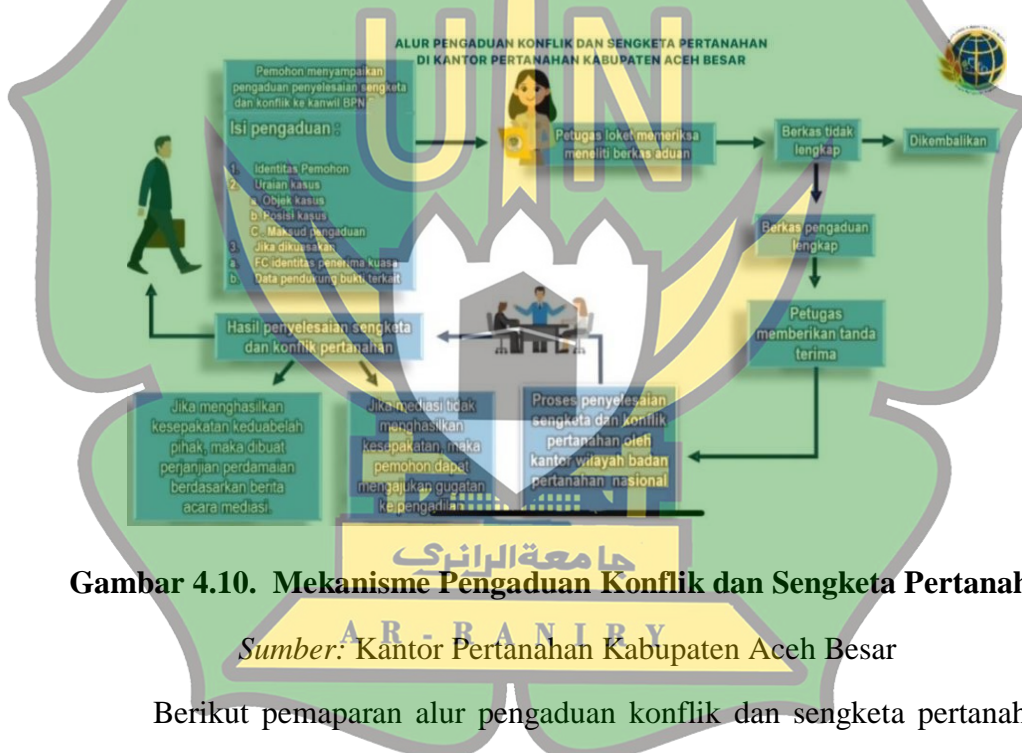 UIN
ALUR PENGADUAN KONFLIK DAN SENGKETA PERTANAHAN
DI KANTOR PERTANAHAN KABUPATEN ACEH BESAR
Pemohon menyampaikan
pengaduan penyelesaian sengketa
dan konflik ke kanwil BPN
Isi pengaduan :
1. Identitas Pemohon
2. Uraian kasus
a. Objek kasus
b. Posisi kasus
C. Maksud pengaduan
3. Jika dikuasakan
a. FC identitas penerima kuasa
b. Data pendukung bukti terkait
Petugas loket memeriksa
meneliti berkas aduan
Berkas tidak
lengkap
Dikembalikan
Berkas pengaduan
lengkap
Petugas
memberikan tanda
terima
Proses penyelesaian
sengketa dan konflik
pertanahan oleh
kantor wilayah badan
pertanahan nasional
Hasil penyelesaian sengketa
dan konflik pertanahan
Jika menghasilkan
kesepakatan keduabelah
pihak, maka dibuat
perjanjian perdamaian
berdasarkan berita
acara mediasi.
Jika mediasi tidak
menghasilkan
kesepakatan, maka
pemohon dapat
mengajukan gugatan
ke pengadilan
جامعة الرانري
Gambar 4.10. Mekanisme Pengaduan Konflik dan Sengketa Pertanah
AR - RANIRY
Sumber: Kantor Pertanahan Kabupaten Aceh Besar
Berikut pemaparan alur pengaduan konflik dan sengketa pertanah